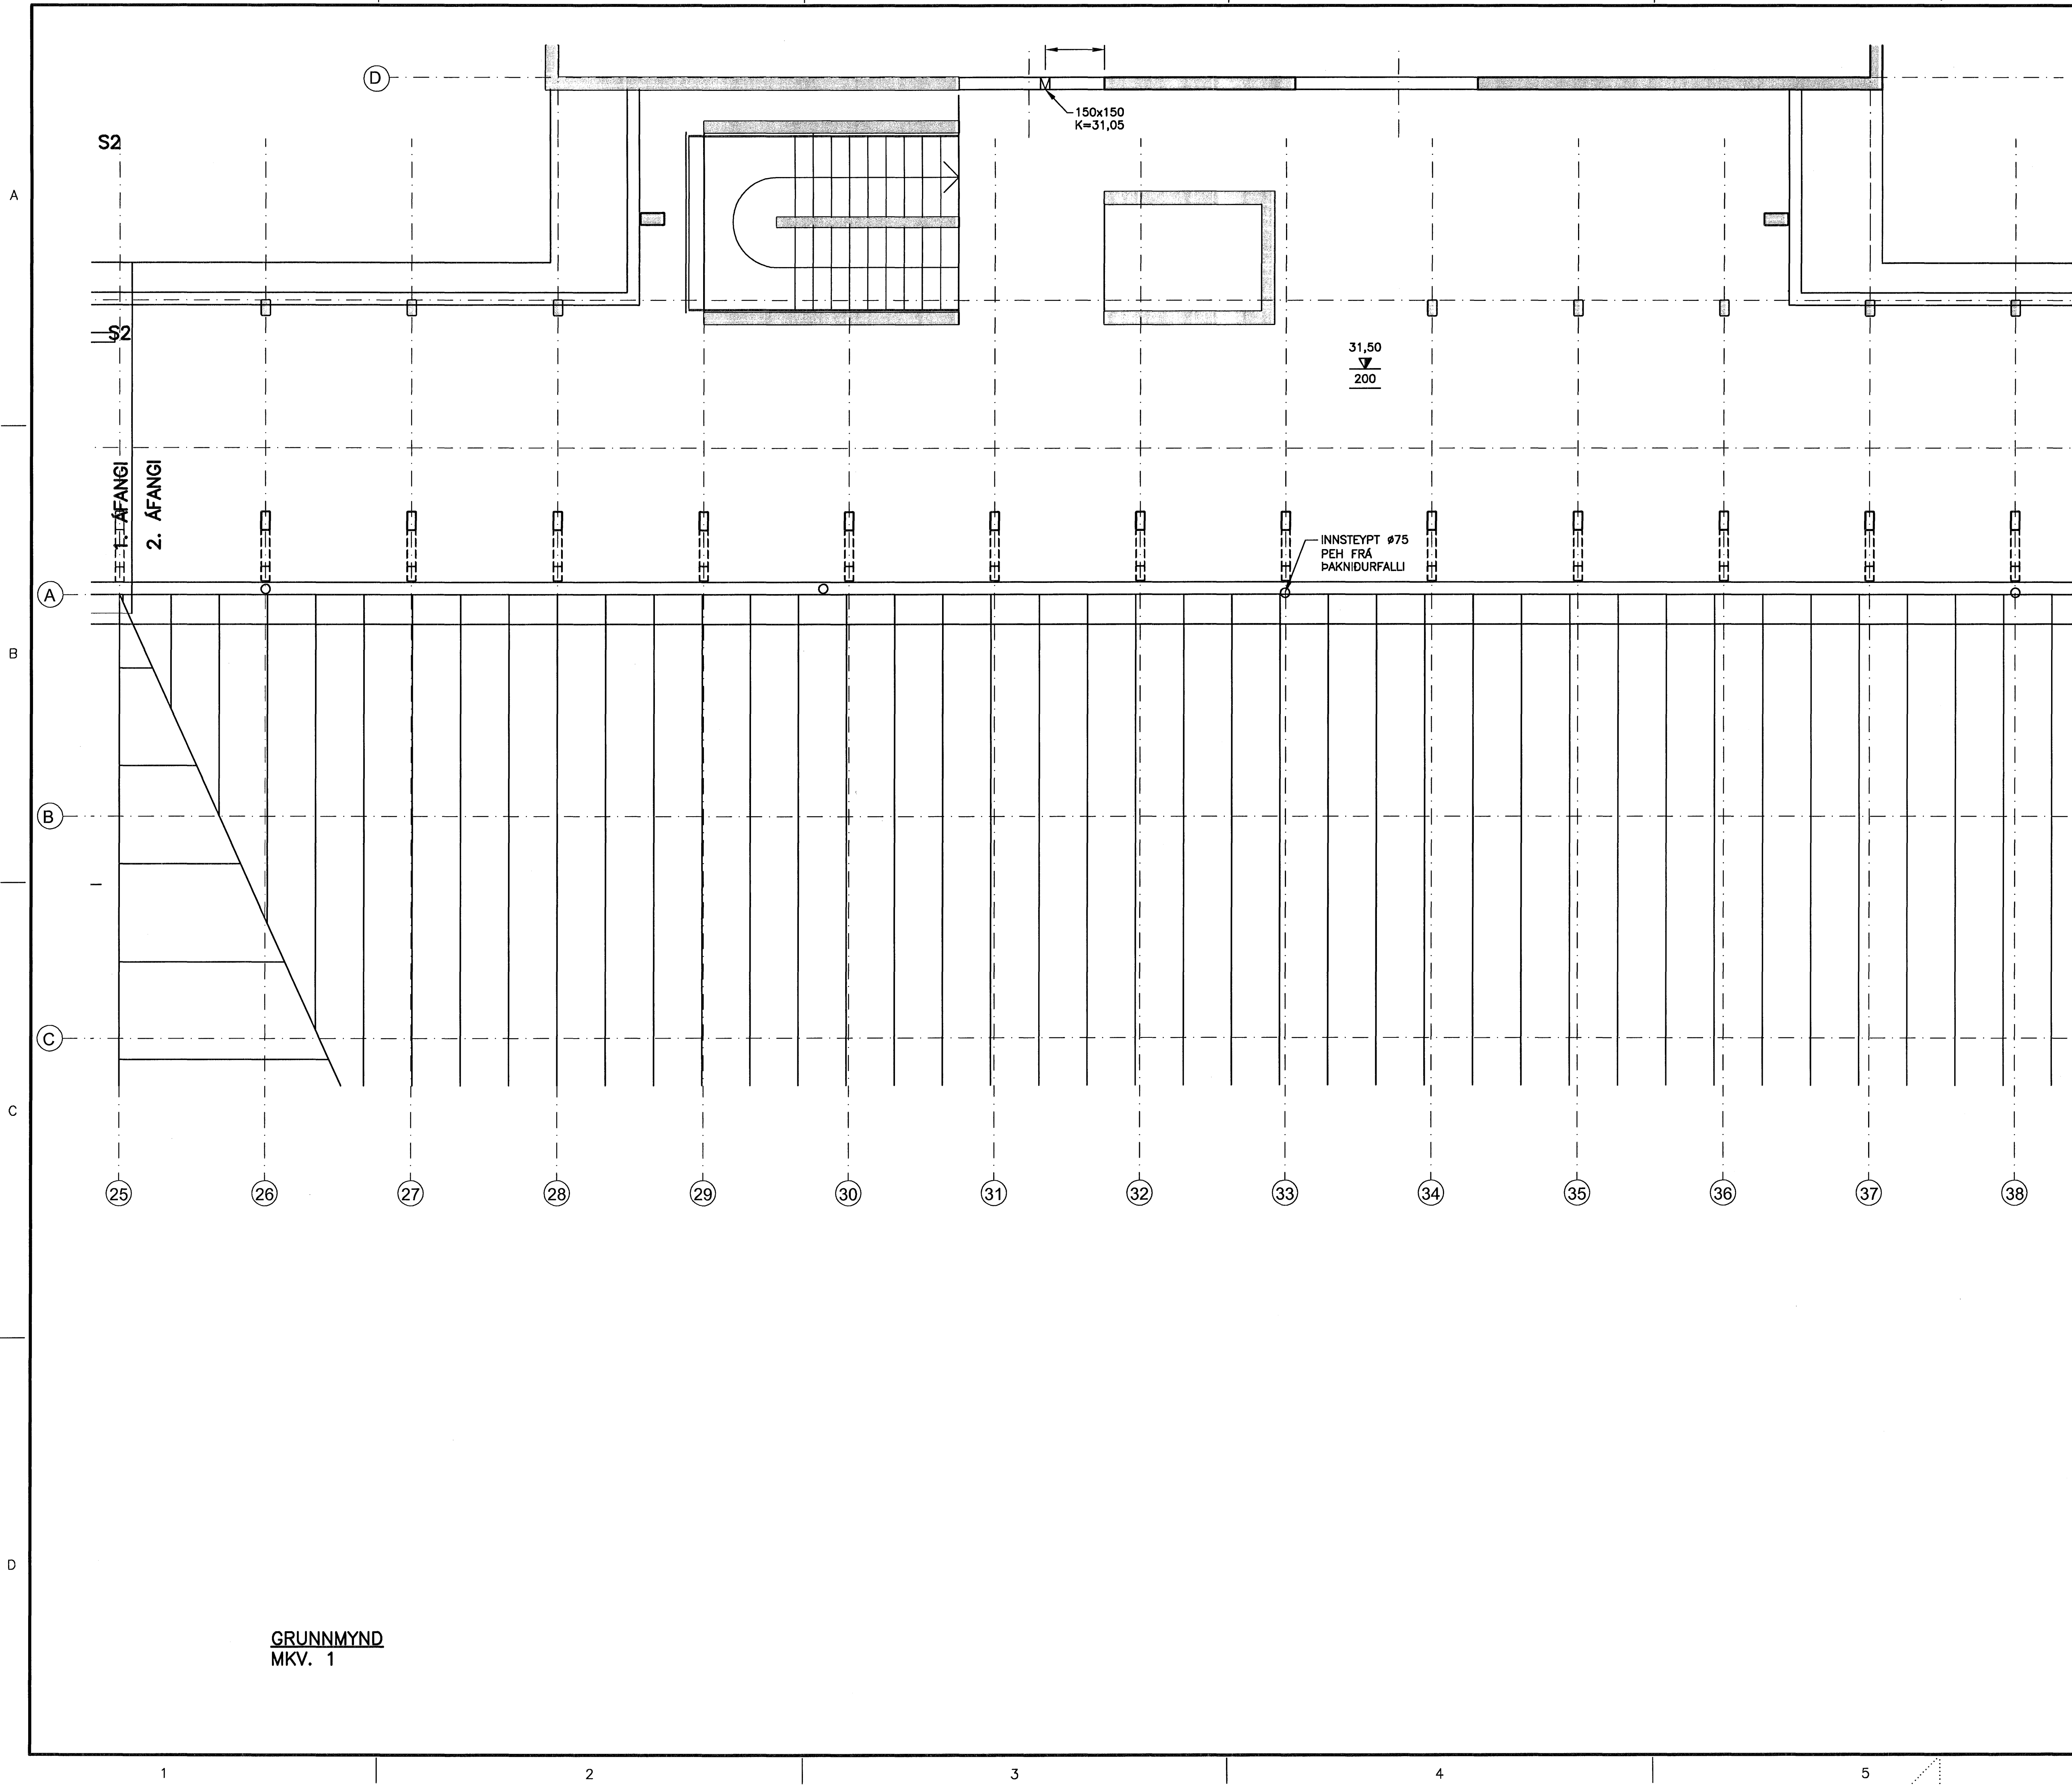 D
150x150
K=31,05
S2
A
S2
31,50
200
1. ÁFANGI
2. ÁFANGI
INNSTEYPT ø75
PEH FRÁ
ÞAKNIÐURFALLI
A
B
B
C
C
25
26
27
28
29
30
31
32
33
34
35
36
37
38
D
GRUNNMYND
MKV. 1
1
2
3
4
5